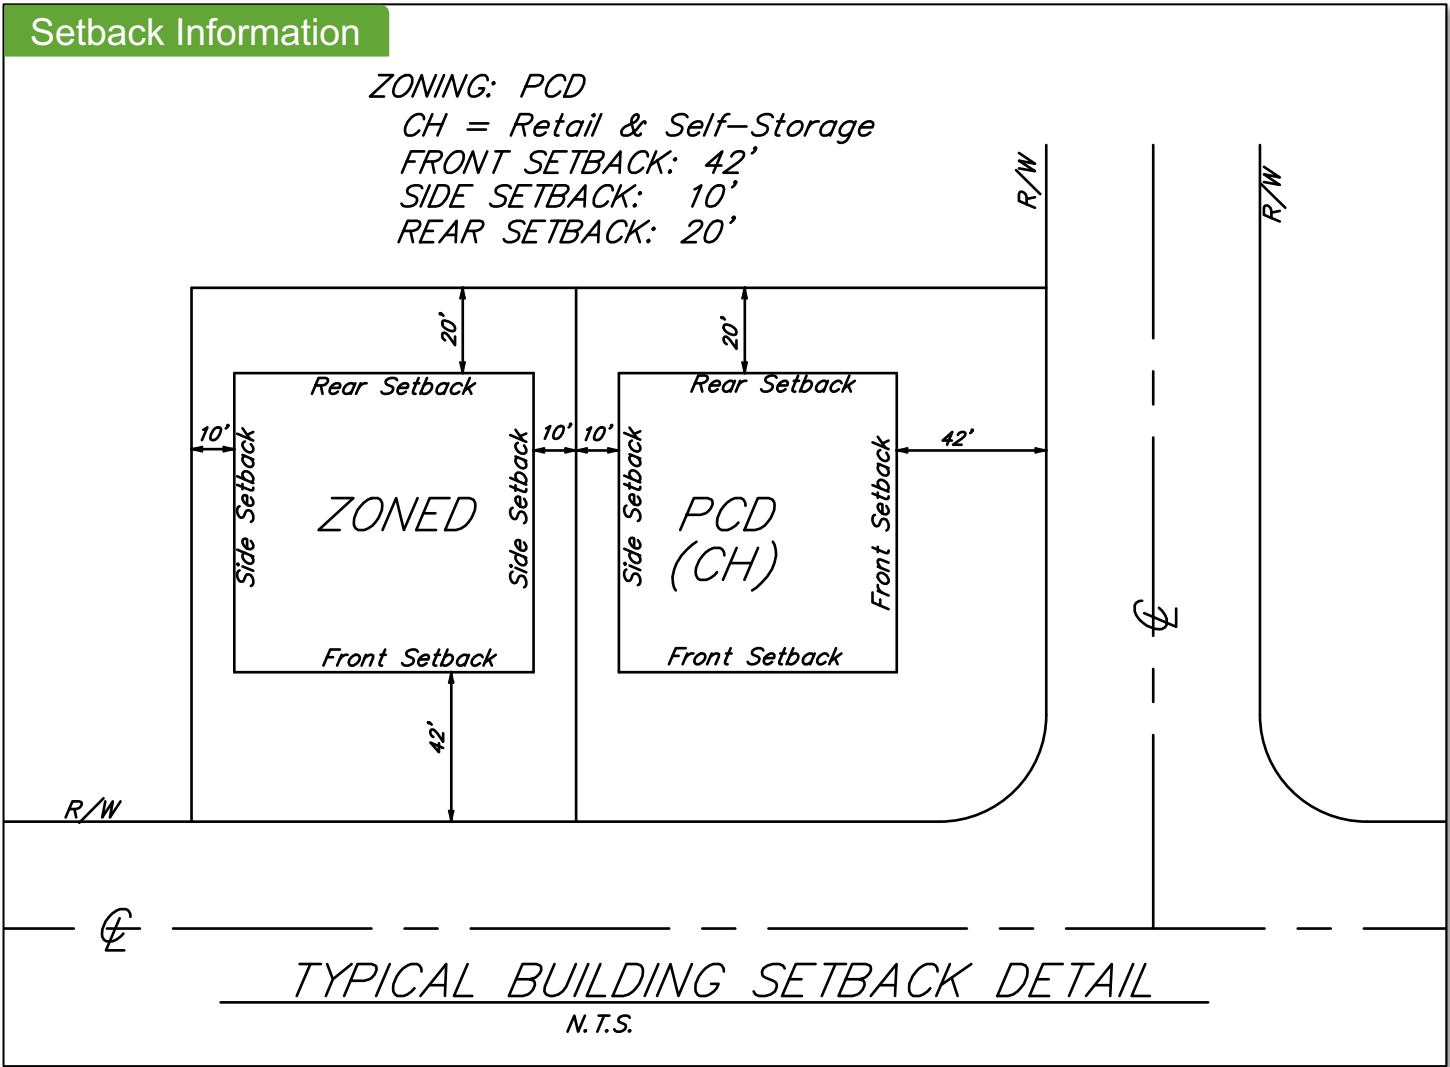 Setback Information
ZONING: PCD
CH = Retail & Self-Storage
FRONT SETBACK: 42'
SIDE SETBACK: 10'
REAR SETBACK: 20'
R/W
R/W
20'
20'
Rear Setback
Rear Setback
10'
10'
10'
42'
Side Setback
Side Setback
Side Setback
Front Setback
ZONED
PCD
(CH)
Front Setback
Front Setback
42'
R/W
℄
℄
TYPICAL BUILDING SETBACK DETAIL
N.T.S.